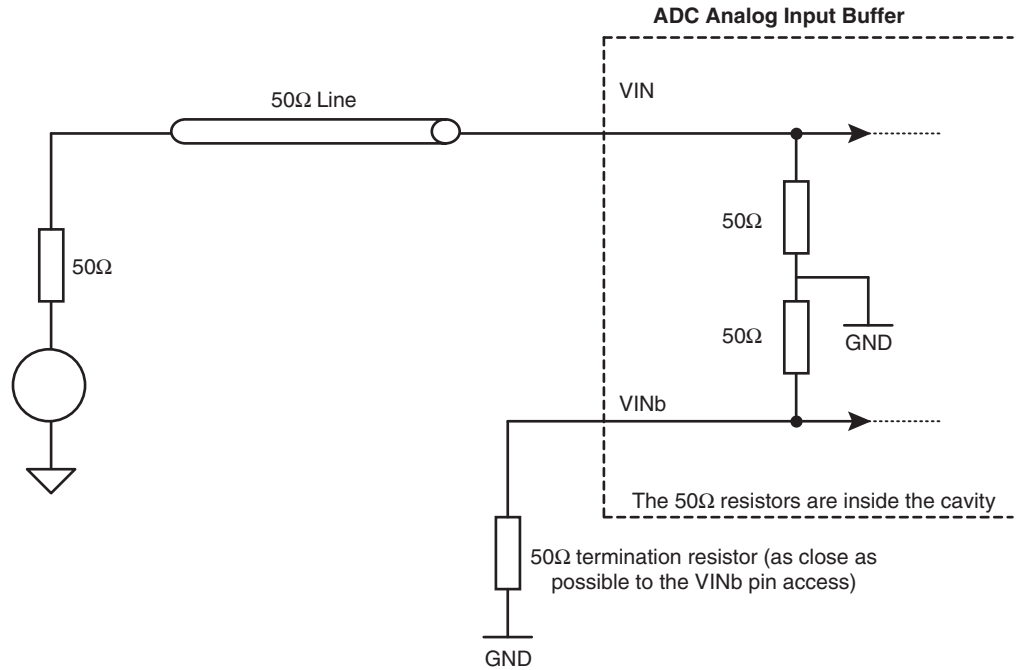 ADC Analog Input Buffer
VIN
50Ω Line
50Ω
50Ω
50Ω
GND
VINb
The 50Ω resistors are inside the cavity
50Ω termination resistor (as close as
possible to the VINb pin access)
GND